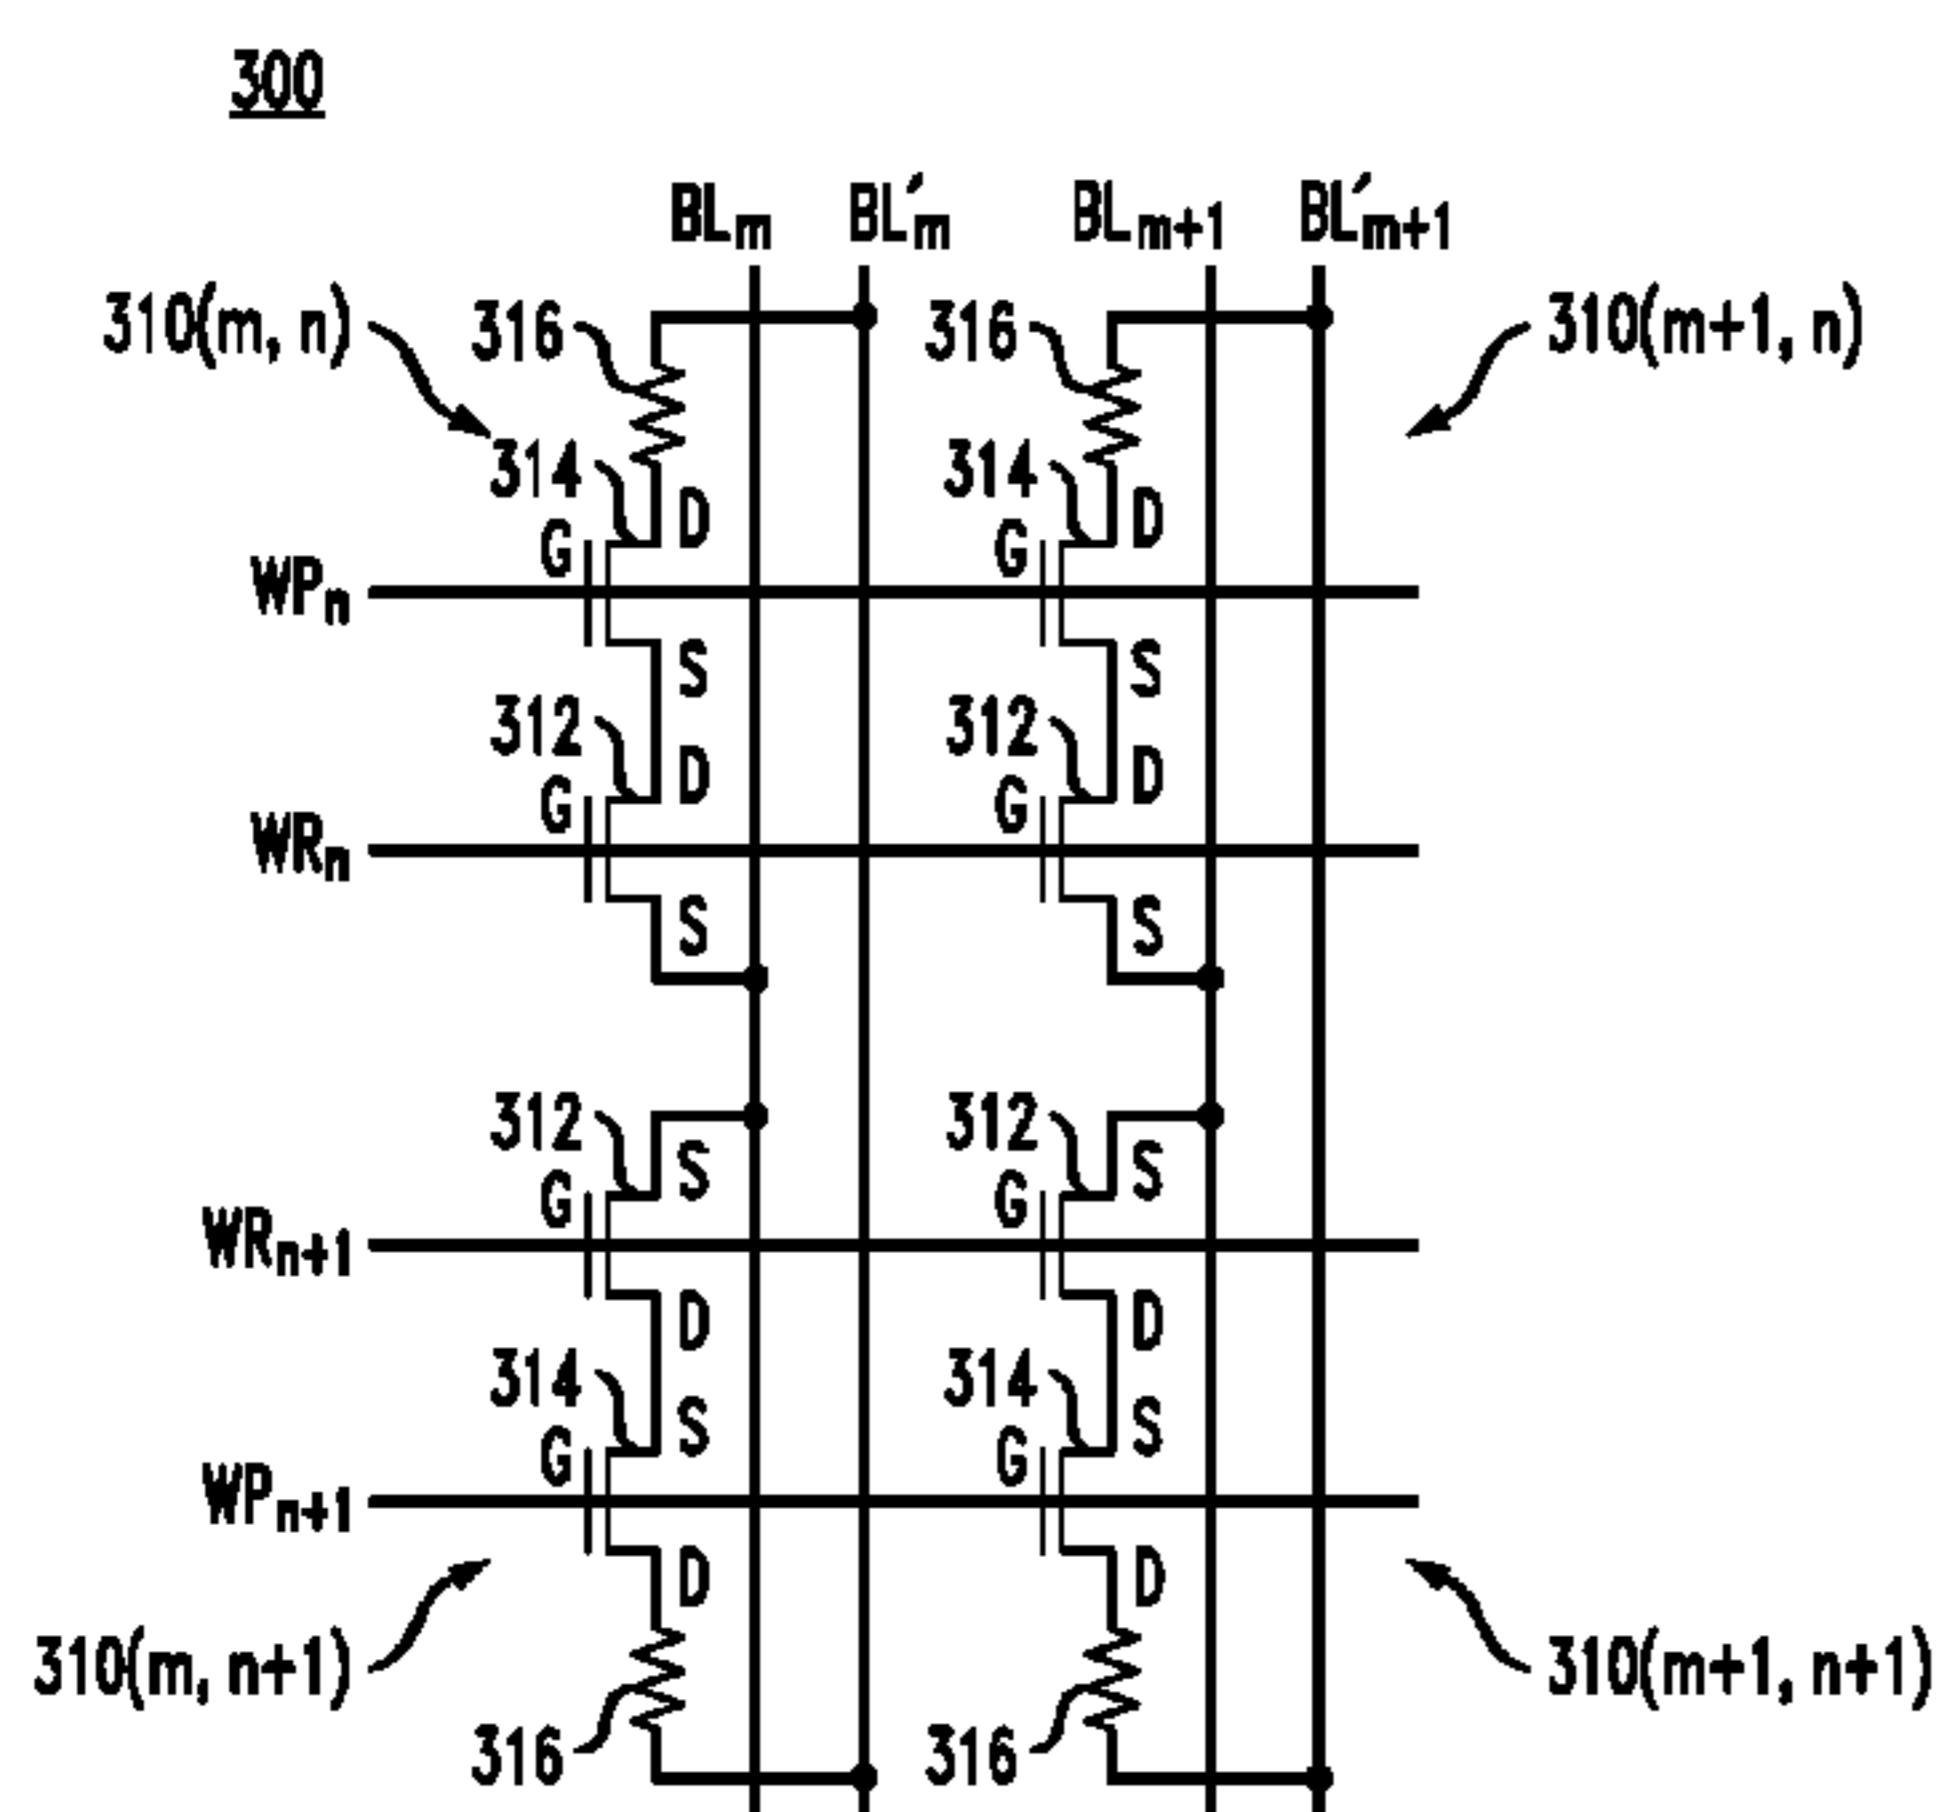 300
BLm BL′m BLm+1 BL′m+1
310(m, n) 316 316 310(m+1, n)
314 D 314 D
G G
WPn
S S
312 312
D D
G G
WRn
S S
312 312
S S
G G
WRn+1
D D
314 314
S S
G G
WPn+1
D D
310(m, n+1) 310(m+1, n+1)
316 316